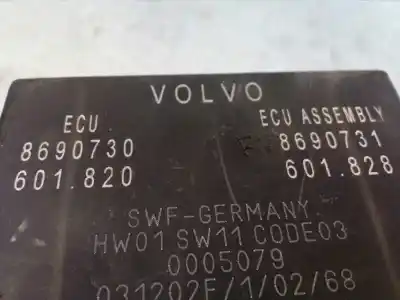 VOLVO
ECU ECU ASSEMBLY
8690730 8690731
601.820 601.828
SWF-GERMANY
HW01 SW11 CODE03
0005079
031202F/1/02/68